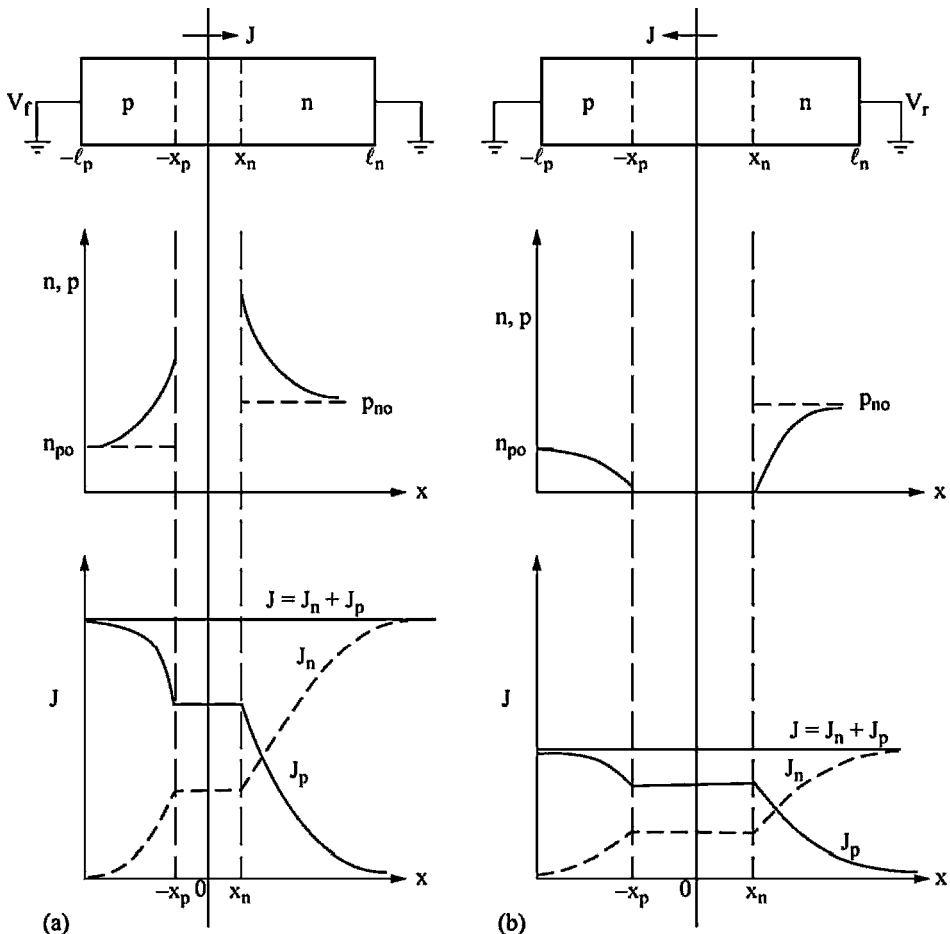 J
V_f
p
n
−ℓ_p
−x_p
x_n
ℓ_n
n, p
n_po
p_no
x
J = J_n + J_p
J_n
J
J_p
x
−x_p
0
x_n
(a)
J
p
n
V_r
−ℓ_p
−x_p
x_n
ℓ_n
n, p
n_po
p_no
x
J = J_n + J_p
J
J_n
J_p
x
−x_p
0
x_n
(b)